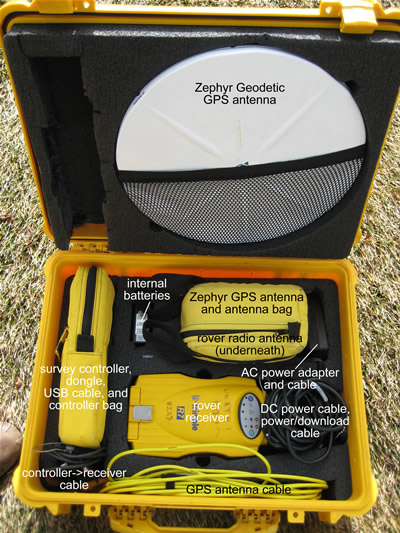 Zephyr Geodetic
GPS antenna
internal
batteries
Zephyr GPS antenna
and antenna bag
rover radio antenna
(underneath)
AC power adapter
and cable
survey controller,
dongle,
USB cable, and
controller bag
R7
rover
receiver
DC power cable,
power/download
cable
controller->receiver
cable
GPS antenna cable